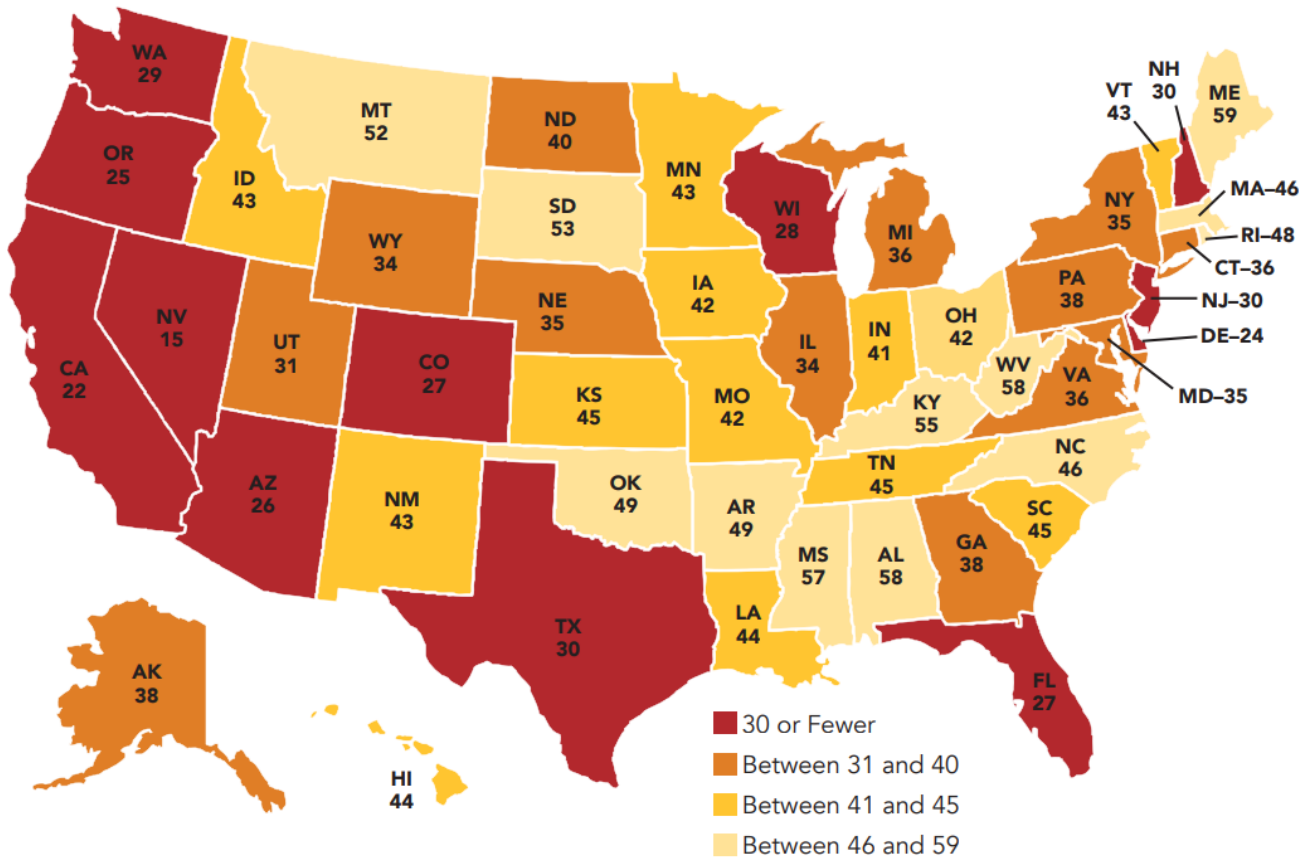 WA
29
OR
25
CA
22
NV
15
ID
43
MT
52
WY
34
UT
31
AZ
26
CO
27
NM
43
ND
40
SD
53
NE
35
KS
45
OK
49
TX
30
MN
43
IA
42
MO
42
AR
49
LA
44
WI
28
IL
34
MI
36
IN
41
OH
42
KY
55
TN
45
MS
57
AL
58
GA
38
FL
27
SC
45
NC
46
VA
36
WV
58
PA
38
NY
35
VT
43
NH
30
ME
59
MA–46
RI–48
CT–36
NJ–30
DE–24
MD–35
AK
38
HI
44
30 or Fewer
Between 31 and 40
Between 41 and 45
Between 46 and 59